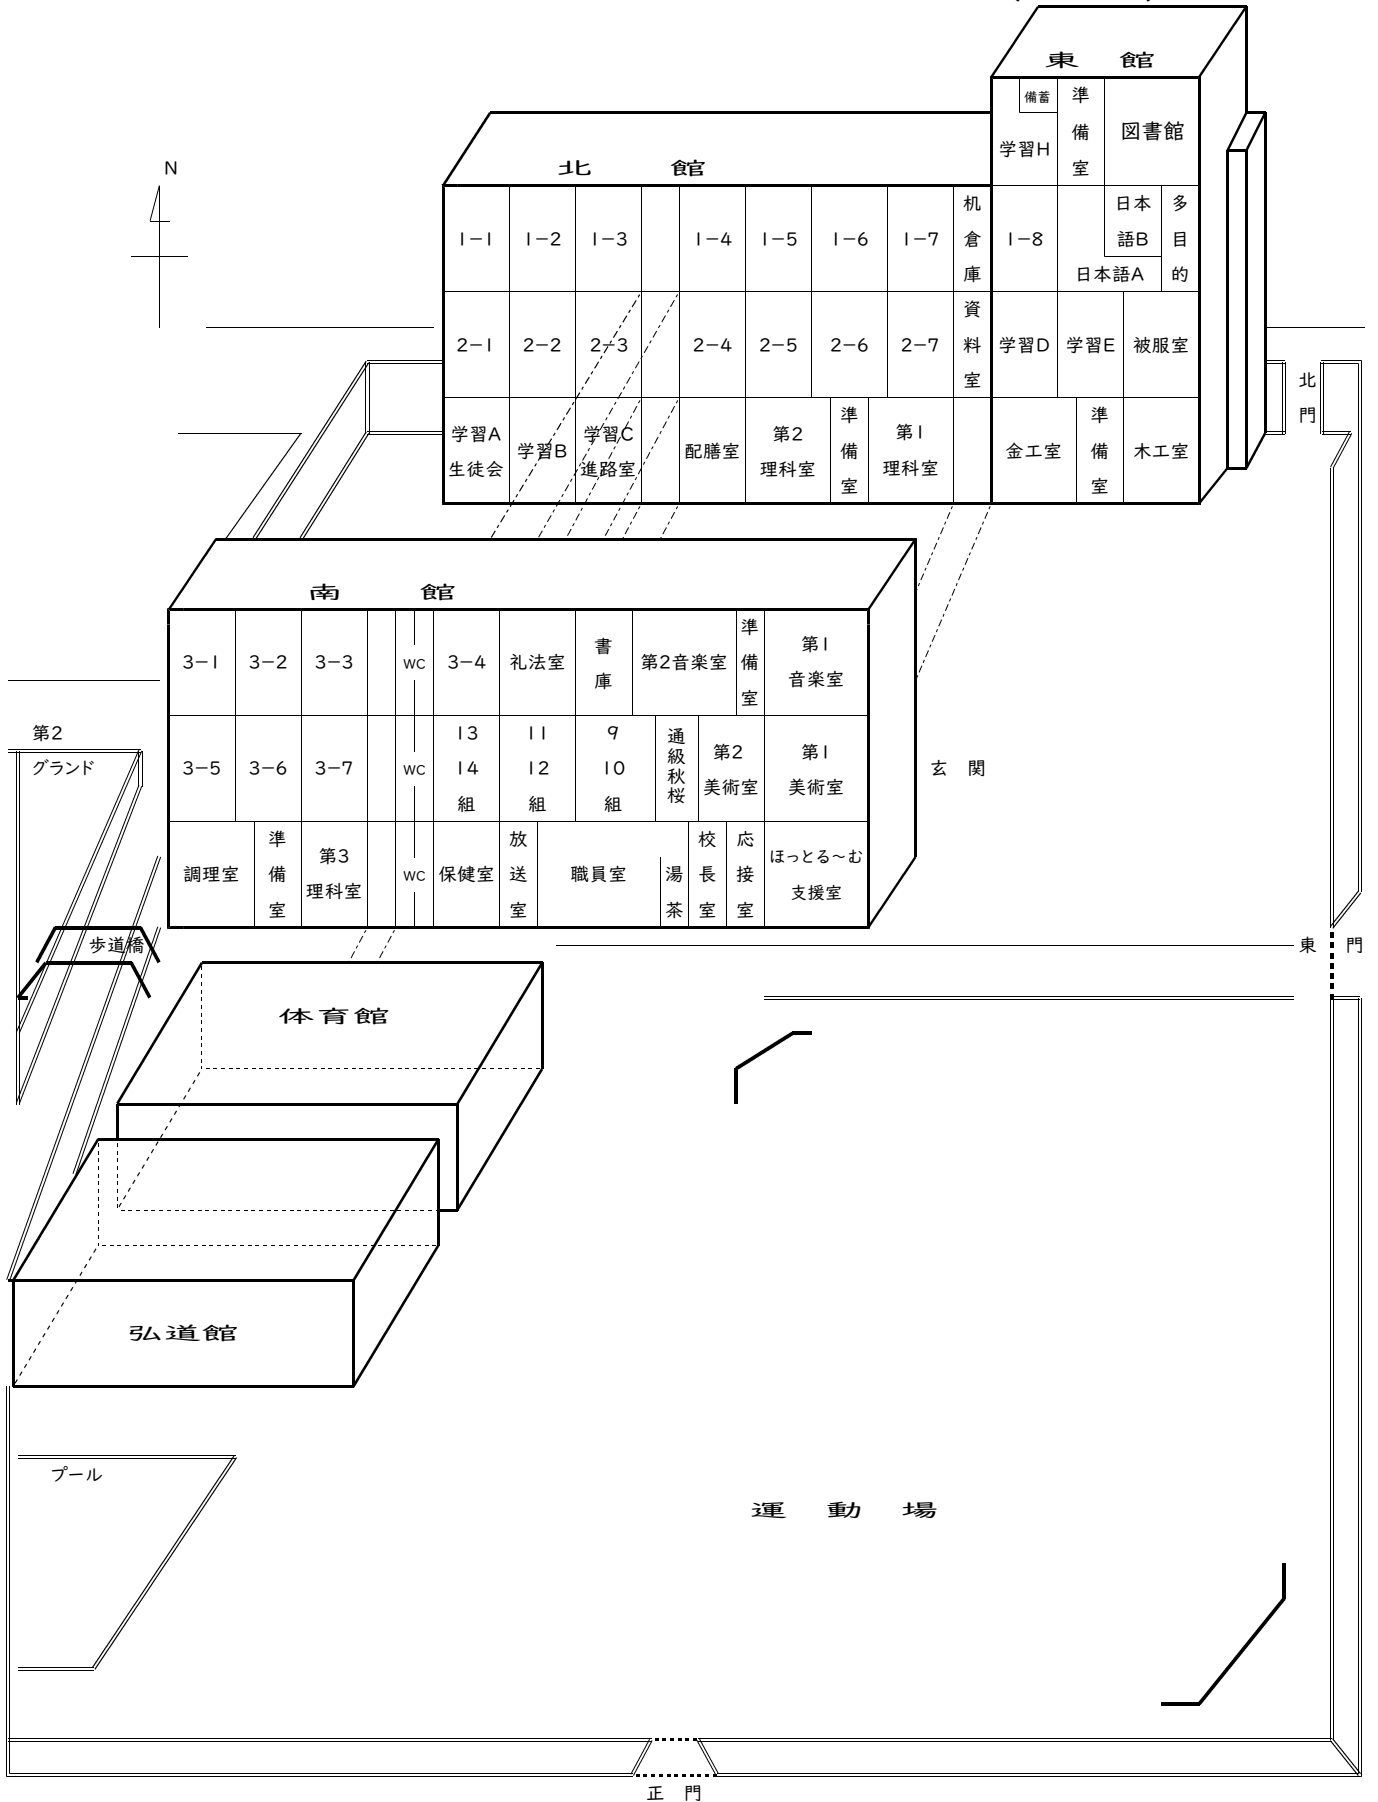 東 館
備蓄
準備室
図書館
学習H
N
北 館
1-1
1-2
1-3
1-4
1-5
1-6
1-7
机倉庫
1-8
日本語B
日本語A
多目的
2-1
2-2
2-3
2-4
2-5
2-6
2-7
資料室
学習D
学習E
被服室
北門
学習A
生徒会
学習B
学習C
進路室
配膳室
第2
理科室
準備室
第1
理科室
金工室
準備室
木工室
南 館
3-1
3-2
3-3
WC
3-4
礼法室
書庫
第2音楽室
準備室
第1
音楽室
第2
グランド
3-5
3-6
3-7
WC
13
14
組
11
12
組
9
10
組
通級秋桜
第2
美術室
第1
美術室
玄 関
調理室
準備室
第3
理科室
WC
保健室
放送室
職員室
湯茶
校長室
応接室
ほっとる～む
支援室
歩道橋
東 門
体育館
弘道館
プール
運 動 場
正 門